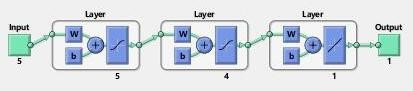 Layer Layer Layer
Input Output
W W W
b b b
5 1
5 4 1